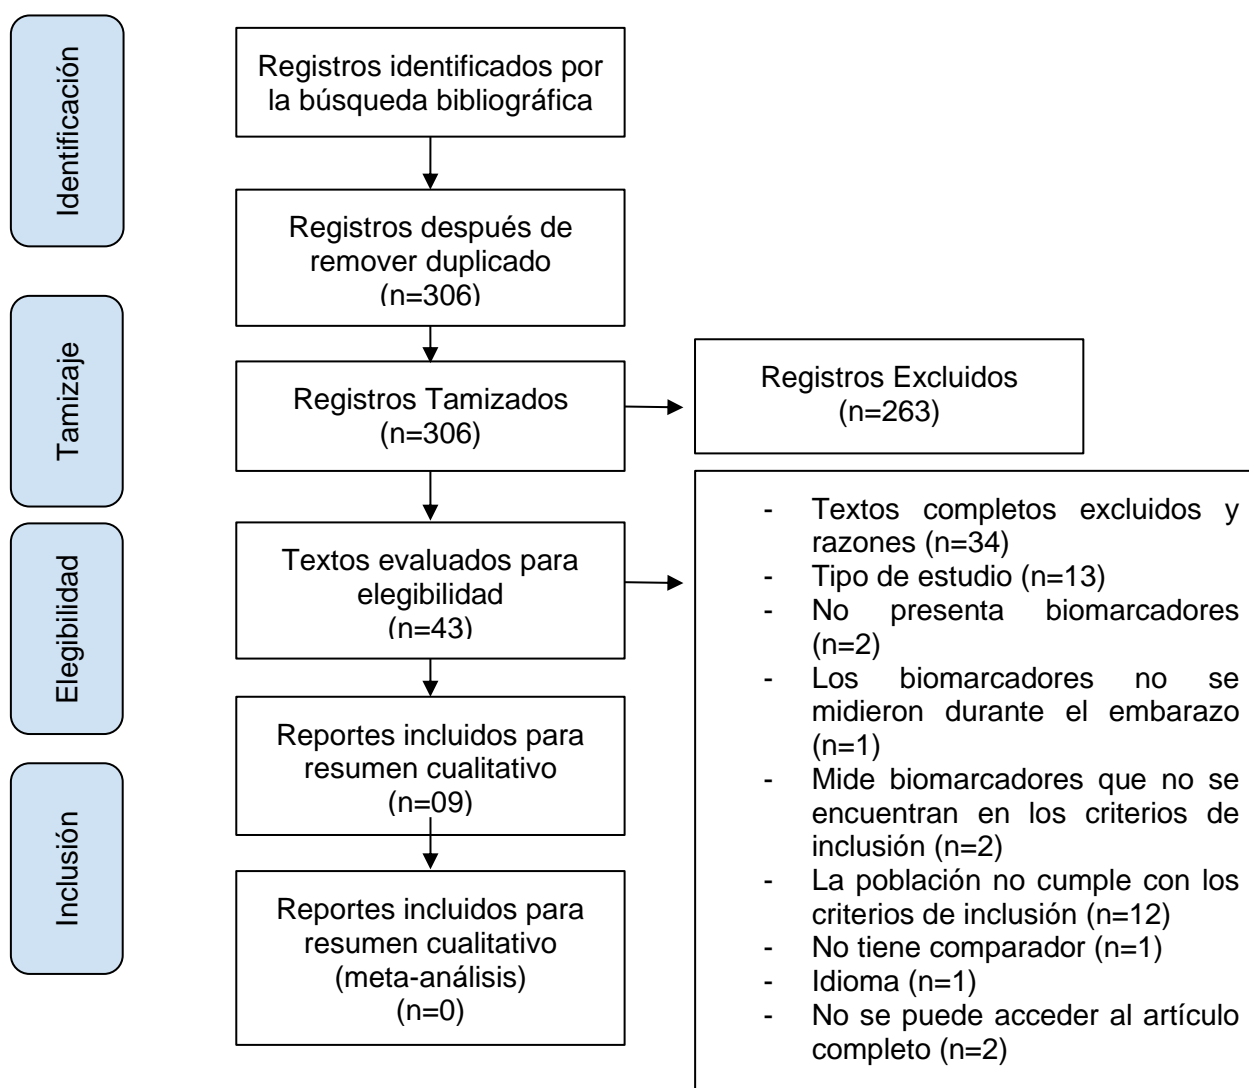 Identificación
Registros identificados por
la búsqueda bibliográfica
Registros después de
remover duplicado
(n=306)
Tamizaje
Registros Tamizados
(n=306)
Registros Excluidos
(n=263)
Elegibilidad
Textos evaluados para
elegibilidad
(n=43)
- Textos completos excluidos y
razones (n=34)
- Tipo de estudio (n=13)
- No presenta biomarcadores
(n=2)
- Los biomarcadores no se
midieron durante el embarazo
(n=1)
- Mide biomarcadores que no se
encuentran en los criterios de
inclusión (n=2)
- La población no cumple con los
criterios de inclusión (n=12)
- No tiene comparador (n=1)
- Idioma (n=1)
- No se puede acceder al artículo
completo (n=2)
Reportes incluidos para
resumen cualitativo
(n=09)
Inclusión
Reportes incluidos para
resumen cualitativo
(meta-análisis)
(n=0)